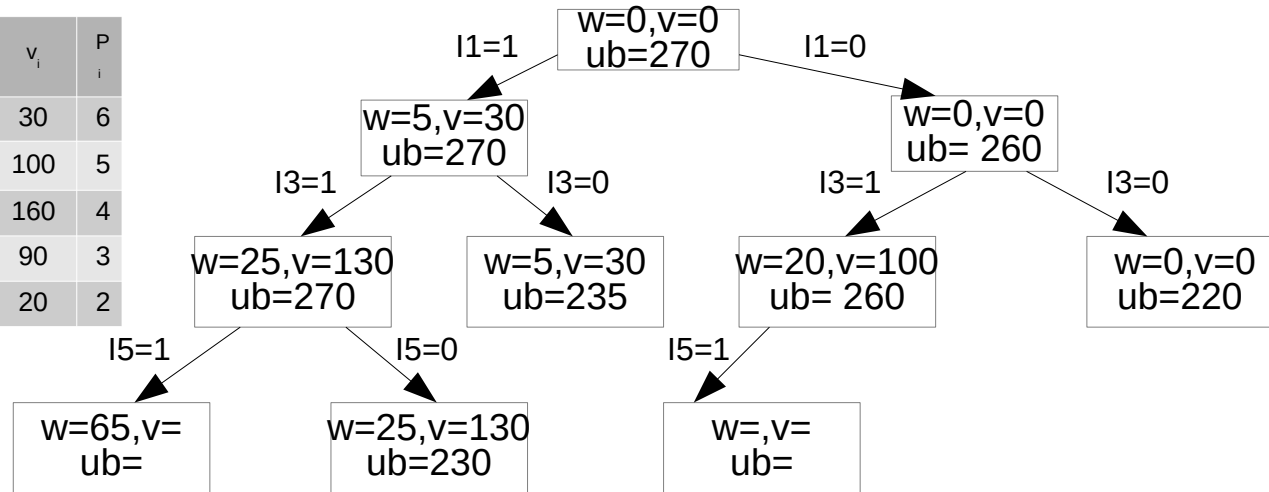 v i P i
30 6
100 5
160 4
90 3
20 2
w=0,v=0
ub=270
I1=1
I1=0
w=5,v=30
ub=270
w=0,v=0
ub= 260
I3=1
I3=0
I3=1
I3=0
w=25,v=130
ub=270
w=5,v=30
ub=235
w=20,v=100
ub= 260
w=0,v=0
ub=220
I5=1
I5=0
I5=1
w=65,v=
ub=
w=25,v=130
ub=230
w=,v=
ub=